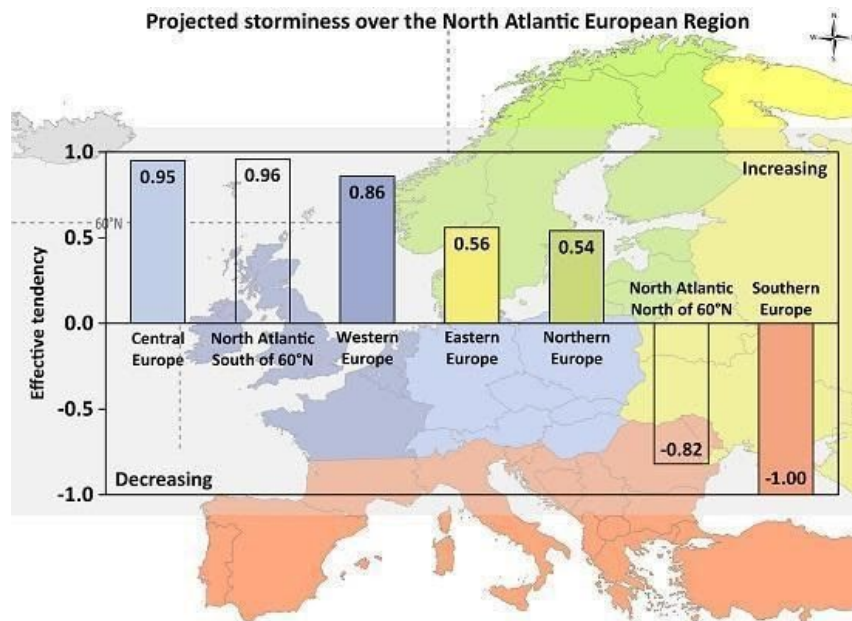 Projected storminess over the North Atlantic European Region
N
W
S
1.0
0.95
0.96
0.86
Increasing
60°N
0.5
0.56
0.54
North Atlantic
North of 60°N
Southern
Europe
0.0
Central
Europe
North Atlantic
South of 60°N
Western
Europe
Eastern
Europe
Northern
Europe
Effective tendency
-0.5
-0.82
-1.00
Decreasing
-1.0